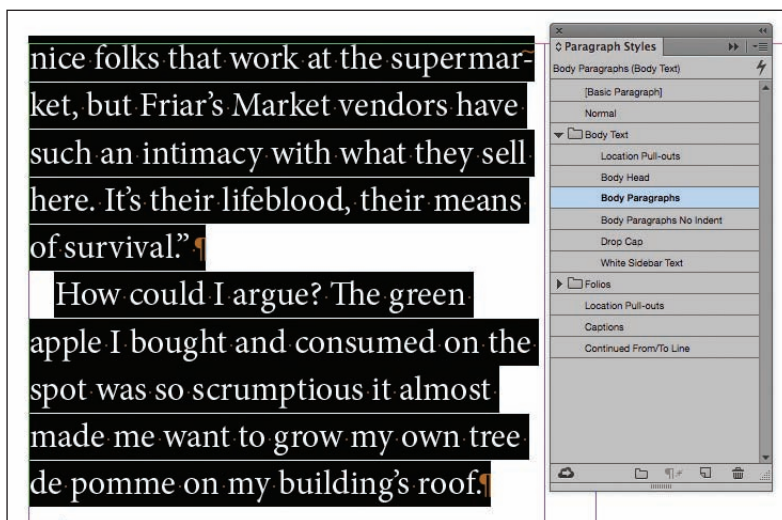 nice folks that work at the supermar-
ket, but Friar’s Market vendors have
such an intimacy with what they sell
here. It’s their lifeblood, their means
of survival.” ¶
How could I argue? The green
apple I bought and consumed on the
spot was so scrumptious it almost
made me want to grow my own tree
de pomme on my building’s roof.¶
Paragraph Styles
Body Paragraphs (Body Text)
[Basic Paragraph]
Normal
Body Text
Location Pull-outs
Body Head
Body Paragraphs
Body Paragraphs No Indent
Drop Cap
White Sidebar Text
Folios
Location Pull-outs
Captions
Continued From/To Line